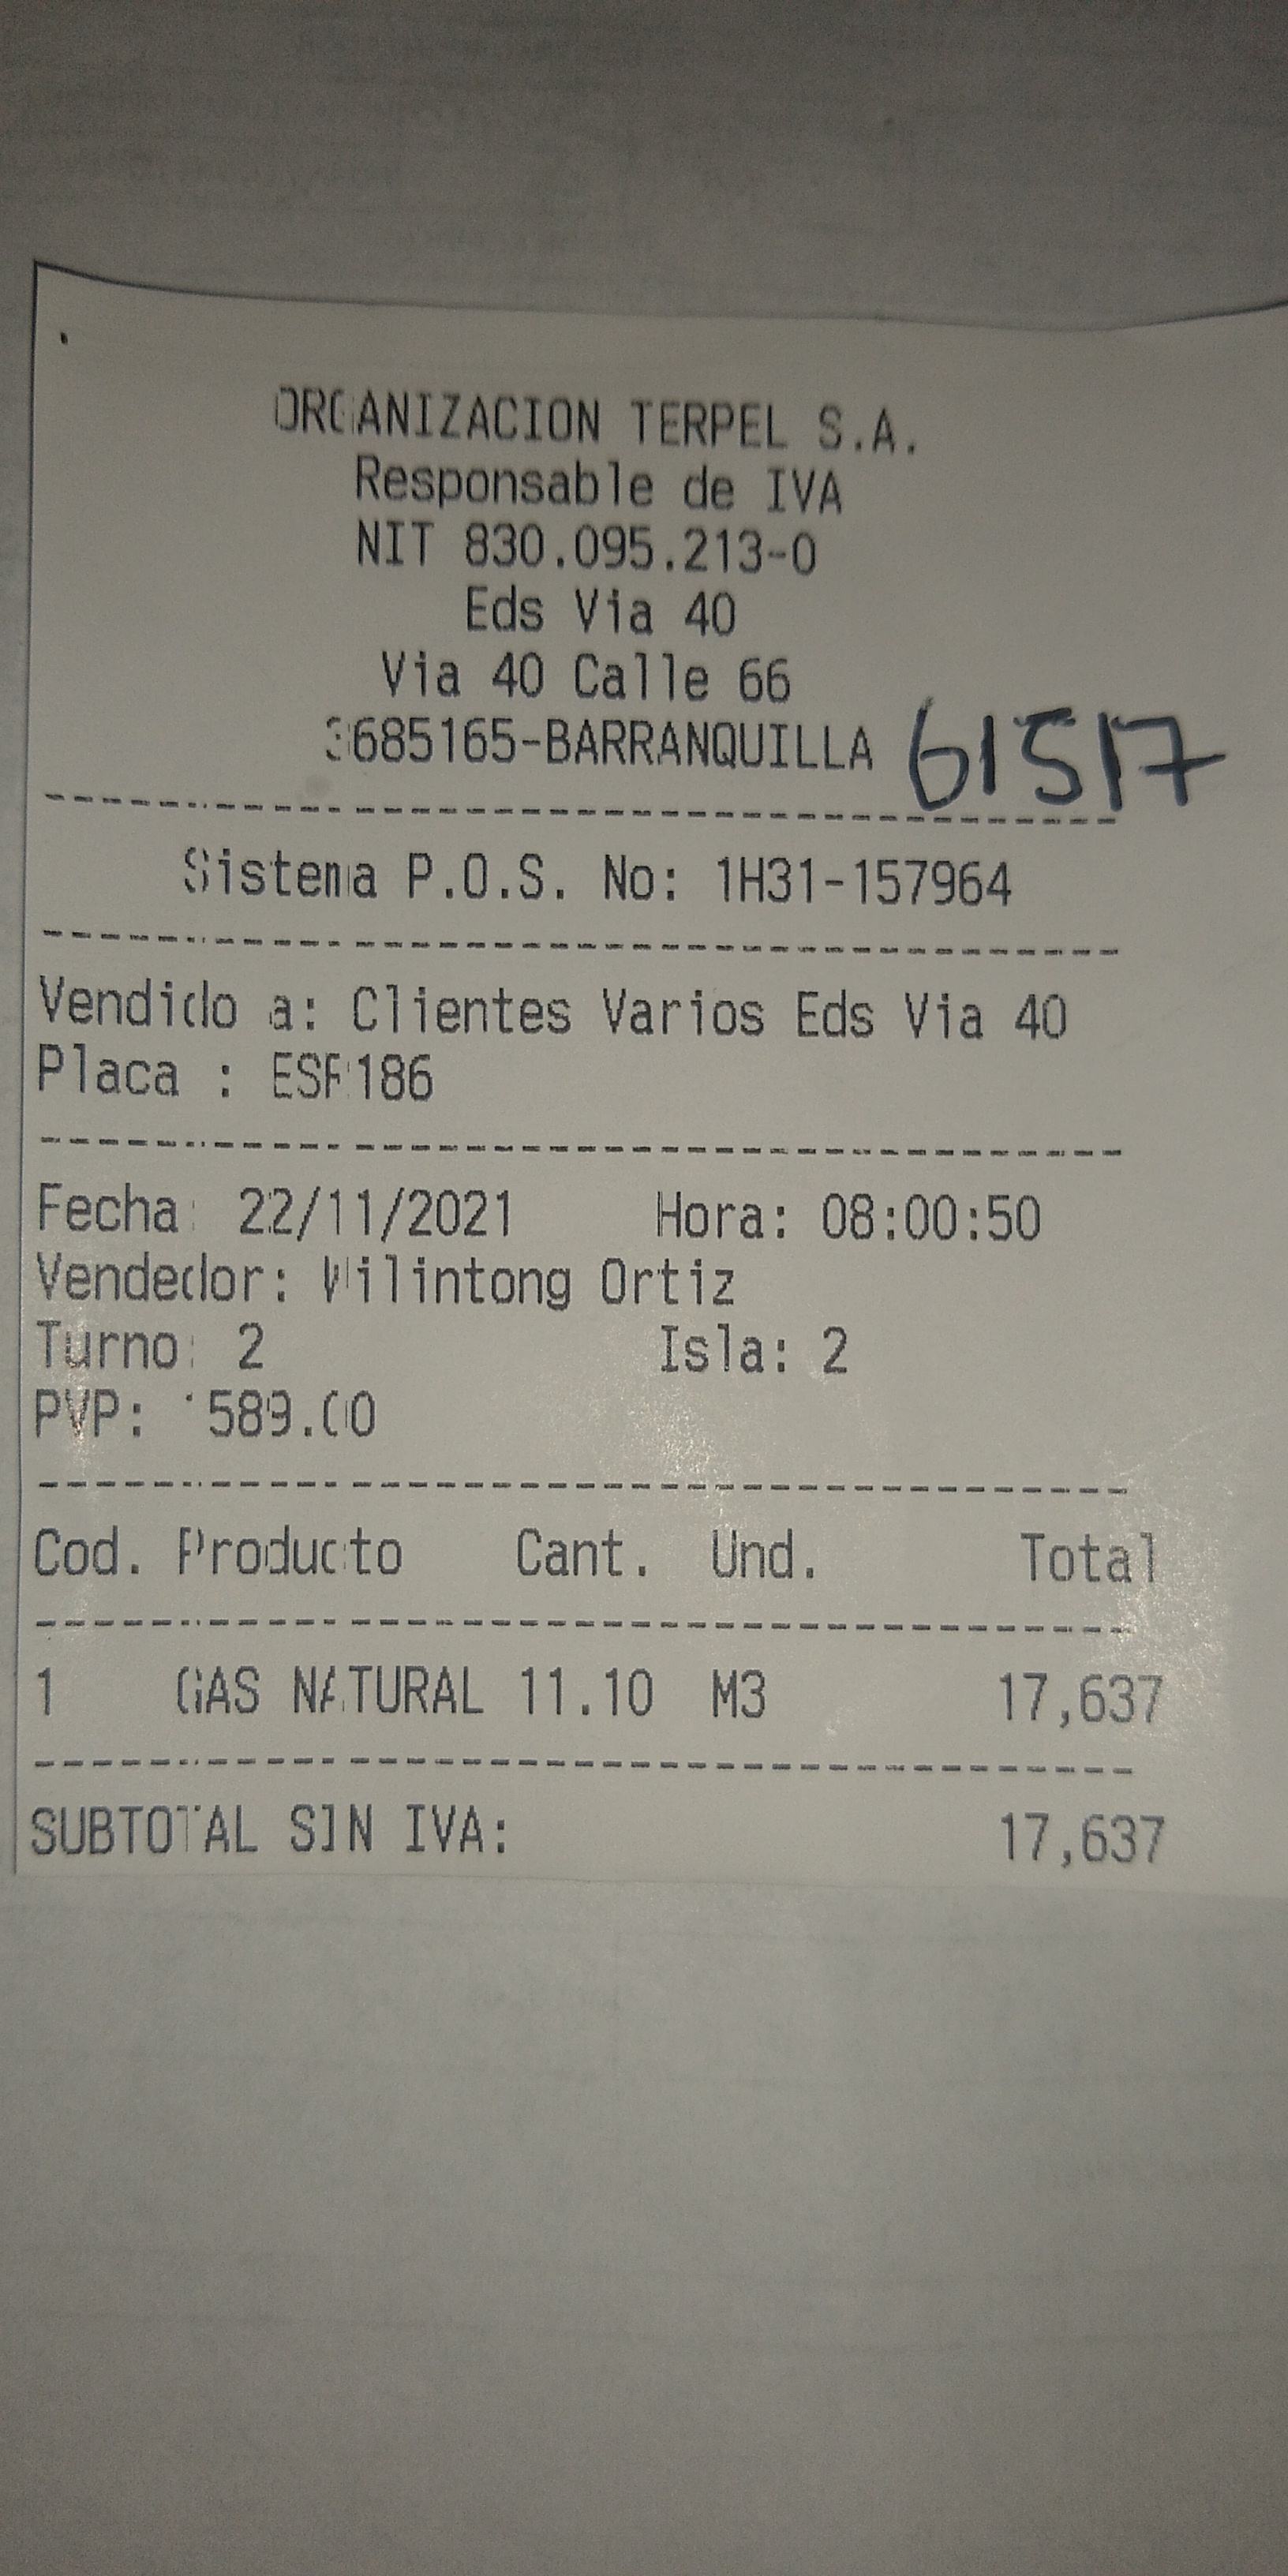 ORGANIZACION TERPEL S.A.
Responsable de IVA
NIT 830.095.213-0
Eds Via 40
Via 40 Calle 66
3685165-BARRANQUILLA 61517
Sistema P.O.S. No: 1H31-157964
Vendido a: Clientes Varios Eds Via 40
Placa :
Fecha: 22/11/2021 Hora: 08:00:50
Vendedor: Wilintong Ortiz
Turno: 2 Isla: 2
PVP: 1589.00
Cod. Producto Cant. Und. Total
1 GAS NATURAL 11.10 M3 17,637
SUBTOTAL SIN IVA: 17,637